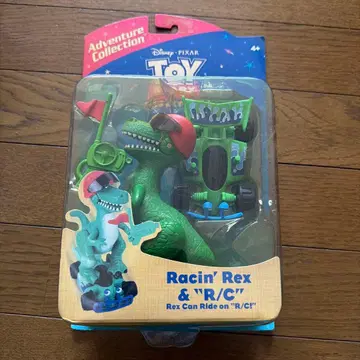 Adventure
Collection
Disney · PIXAR
TOY
4+
Racin' Rex
& "R/C"
Rex Can Ride on "R/C!"